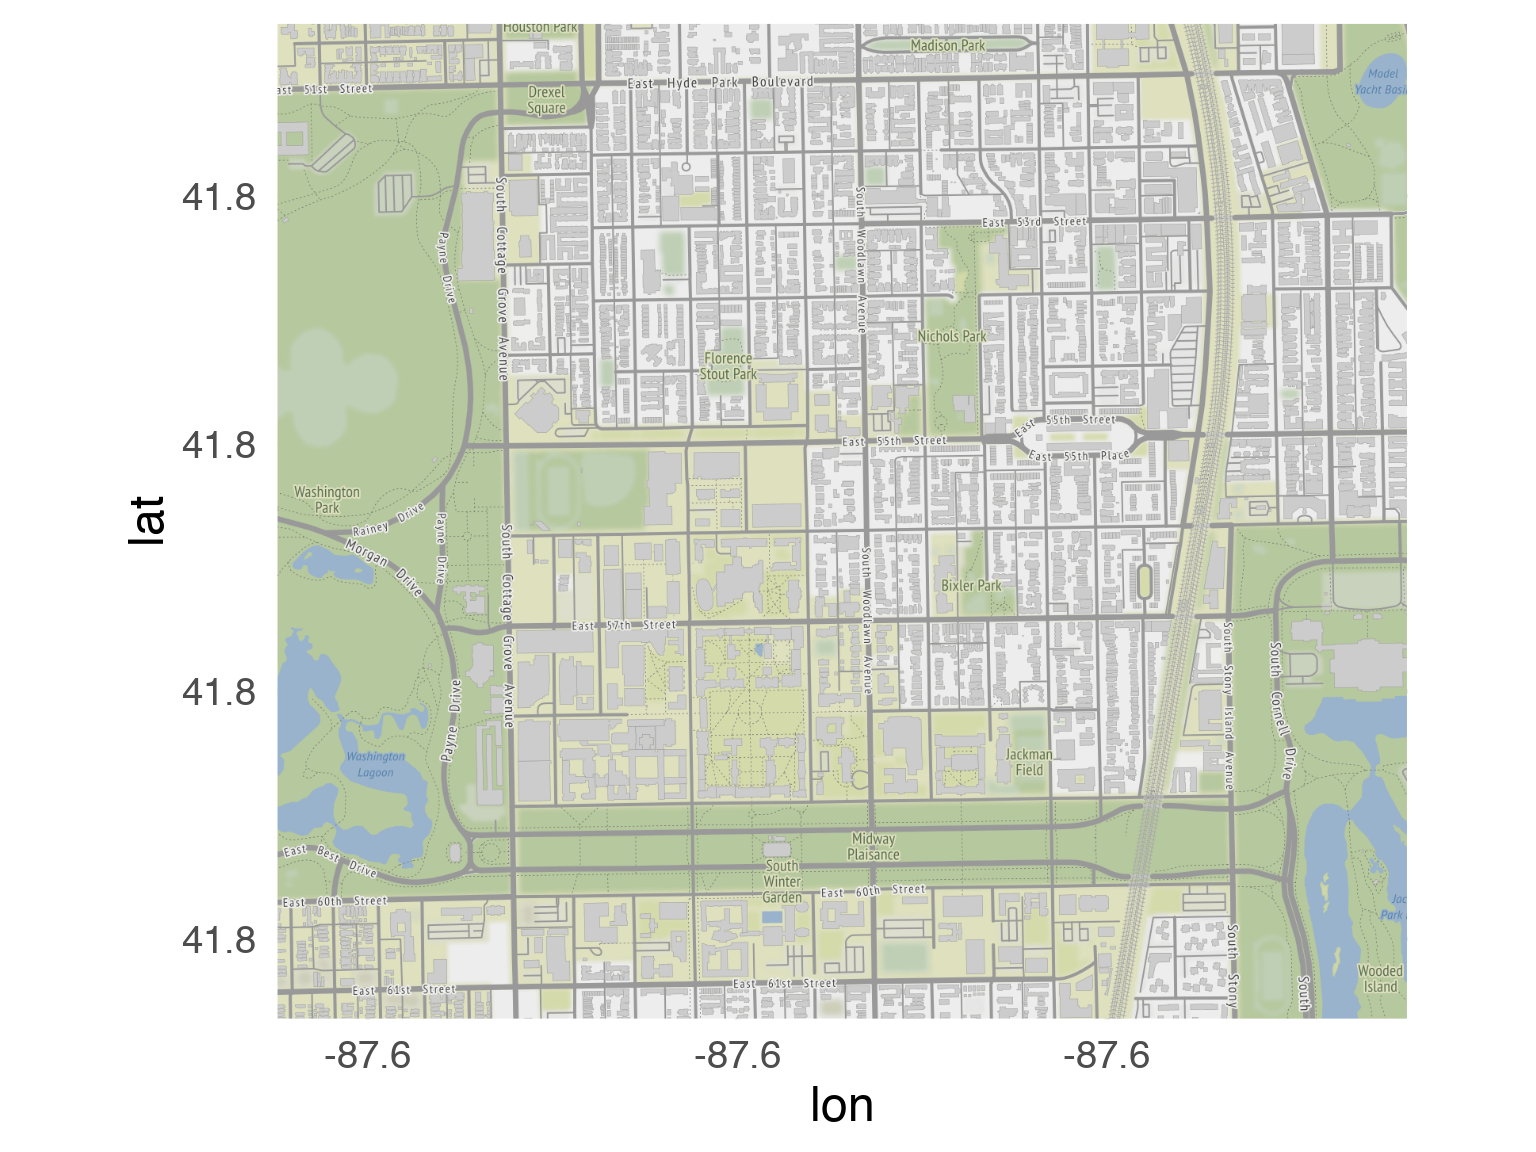 Houston Park
Madison Park
Model
Yacht Basi
ast 51st Street
East Hyde Park Boulevard
Drexel
Square
41.8
South Cottage Grove Avenue
South Woodlawn Avenue
East 53rd Street
Payne Drive
Nichols Park
Florence
Stout Park
41.8
East 55th Street
East 55th Street
East 55th Place
Washington
Park
Rainey Drive
Morgan Drive
Payne Drive
lat
South Cottage Grove Avenue
South Woodlawn Avenue
Bixler Park
East 57th Street
South Stony Island Avenue
South Cornell Drive
41.8
Payne Drive
Washington
Lagoon
Jackman
Field
Midway
Plaisance
East Best Drive
South
Winter
Garden
East 60th Street
East 60th Street
Jac
Park
41.8
South Stony
Wooded
Island
South
East 61st Street
East 61st Street
-87.6
-87.6
-87.6
lon